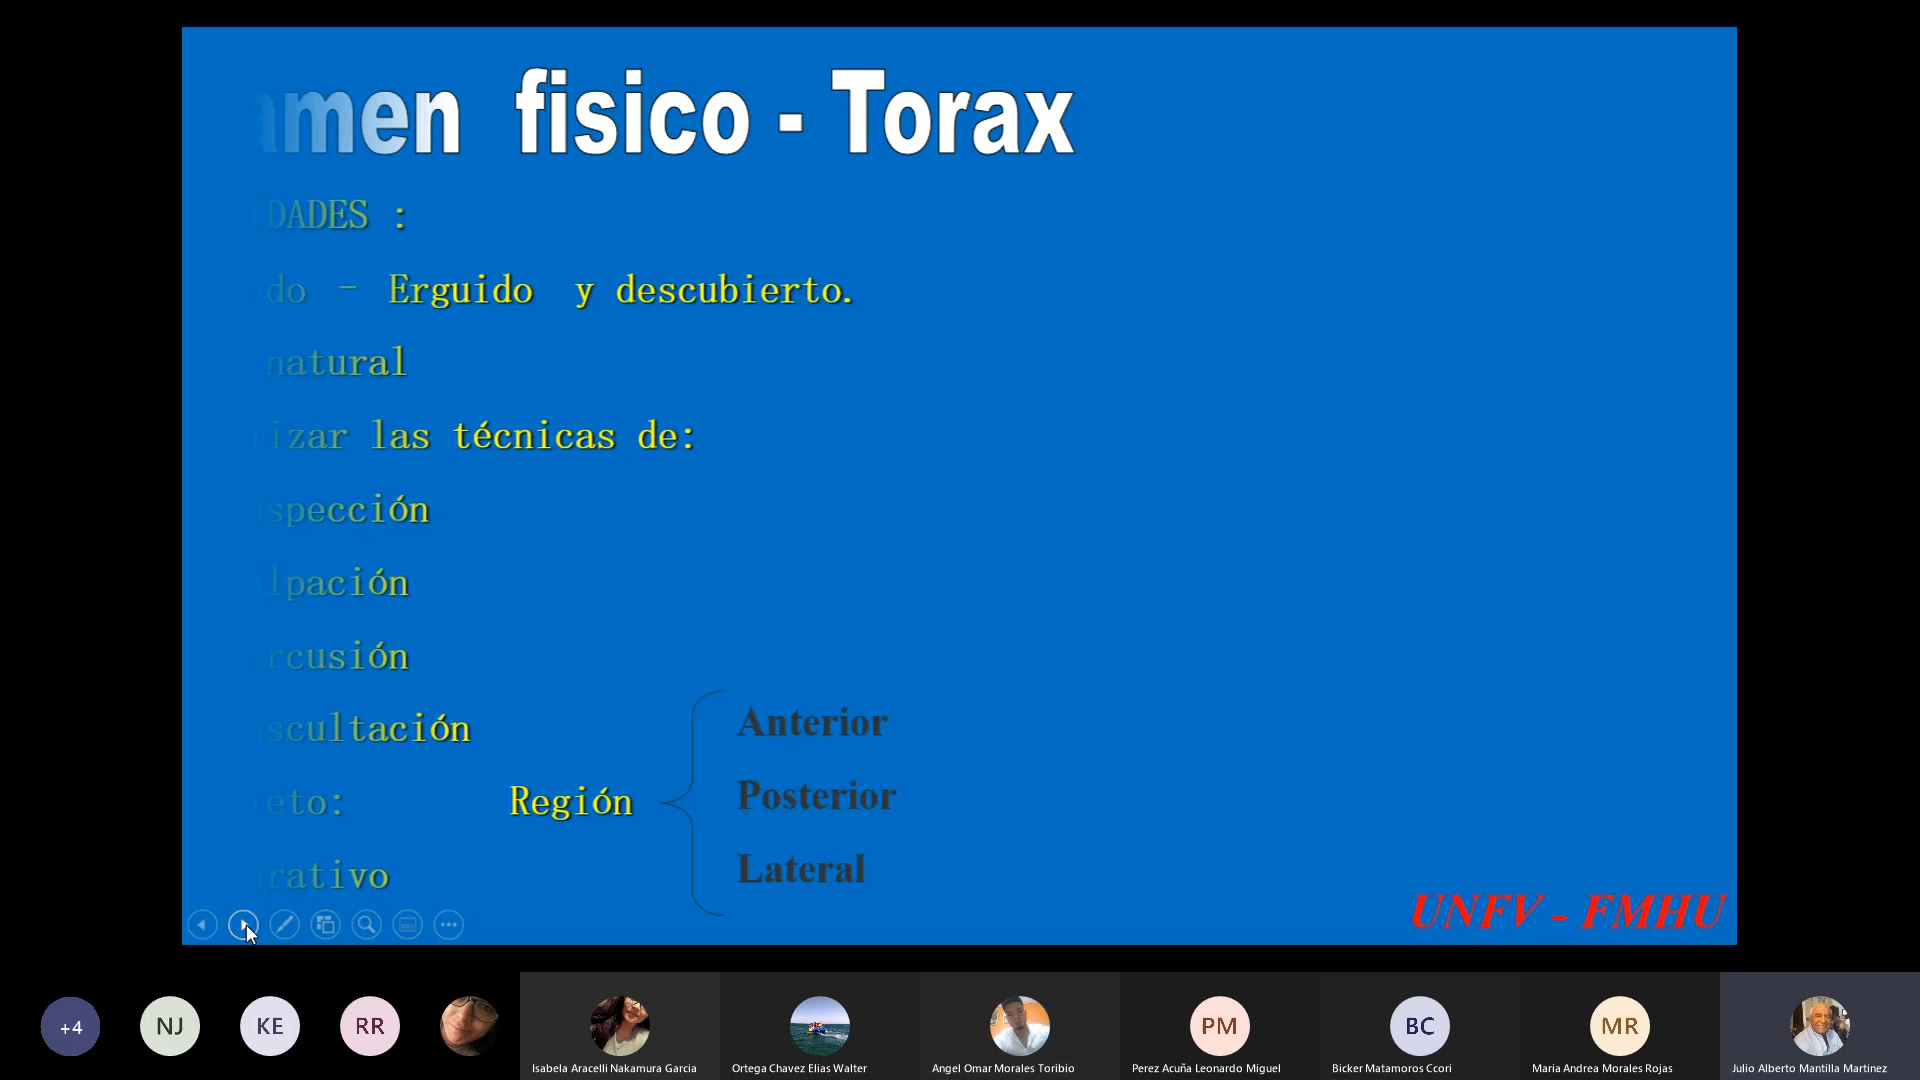 amen fisico - Torax
DADES :
do - Erguido y descubierto.
natural
izar las técnicas de:
spección
lpación
rcusión
scultación
Anterior
eto: Región
Posterior
Lateral
rativo
UNFV - FMHU
+4
NJ
KE
RR
PM
BC
MR
Isabela Aracelli Nakamura Garcia
Ortega Chavez Elias Walter
Angel Omar Morales Toribio
Perez Acuña Leonardo Miguel
Bicker Matamoros Ccori
Maria Andrea Morales Rojas
Julio Alberto Mantilla Martinez